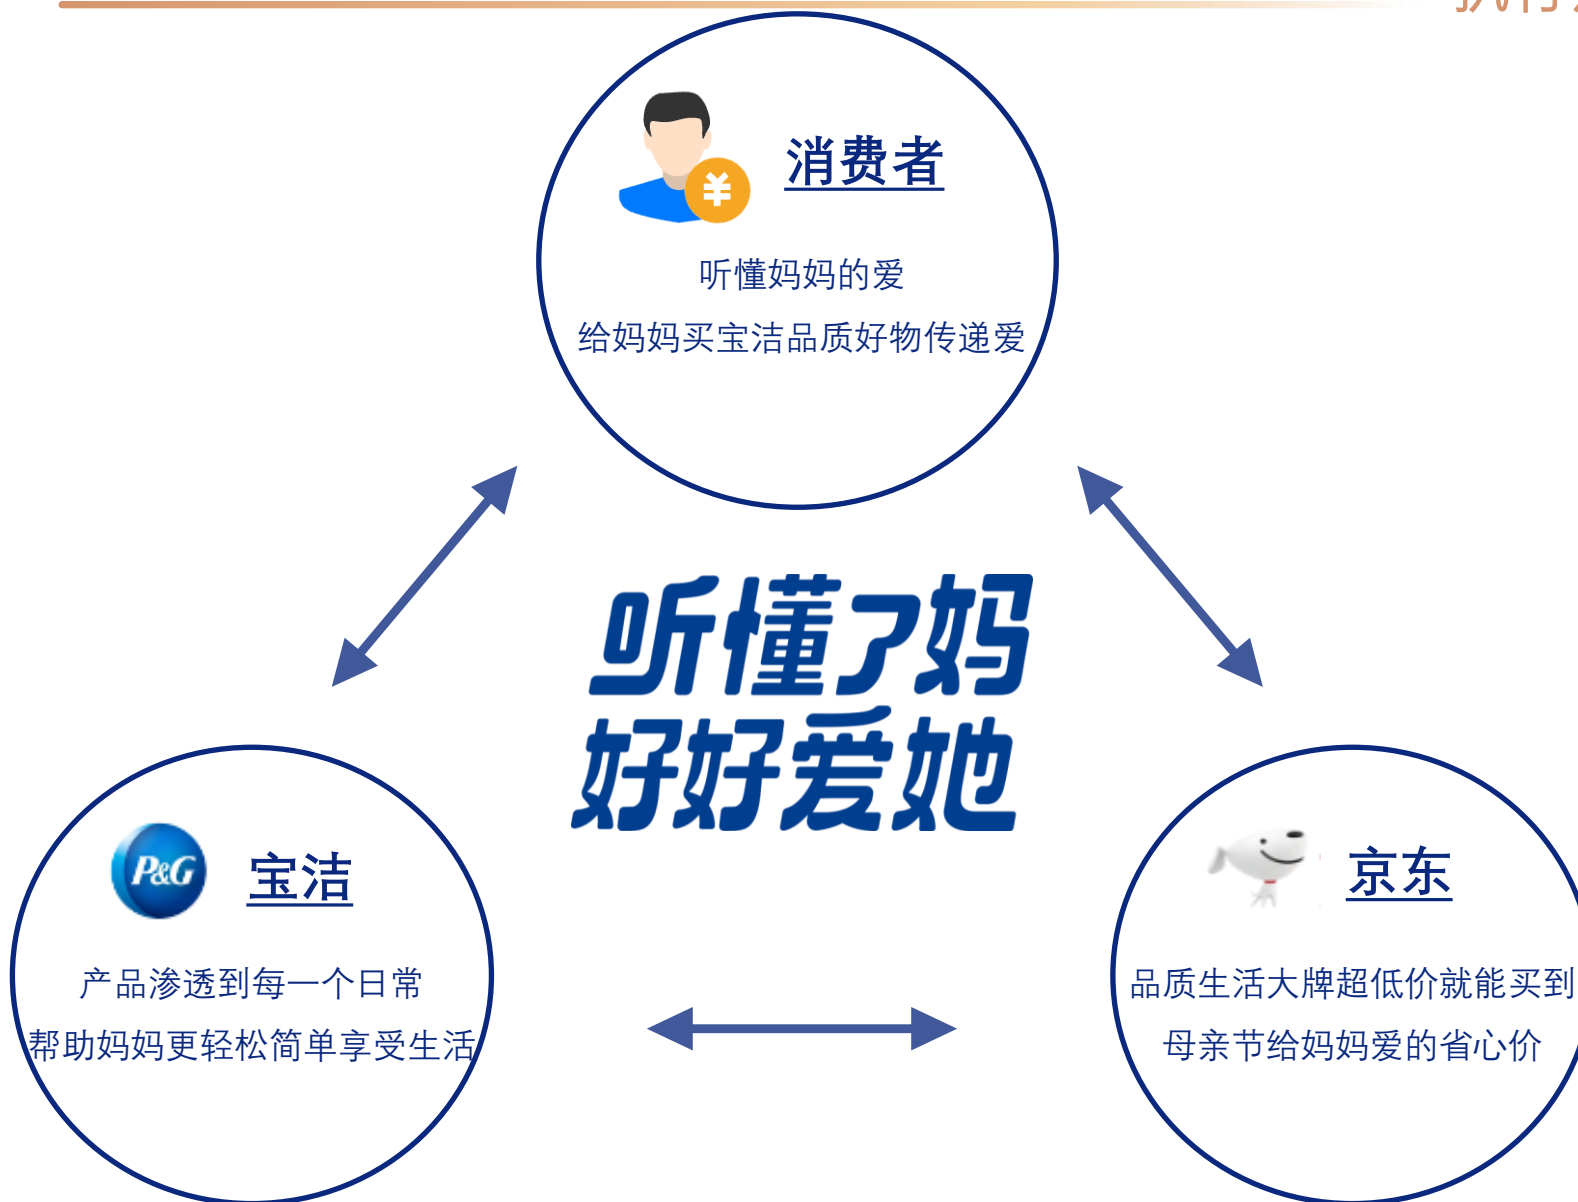 消费者
听懂妈妈的爱
给妈妈买宝洁品质好物传递爱
听懂了妈
好好爱她
P&G 宝洁
产品渗透到每一个日常
帮助妈妈更轻松简单享受生活
京东
品质生活大牌超低价就能买到
母亲节给妈妈爱的省心价